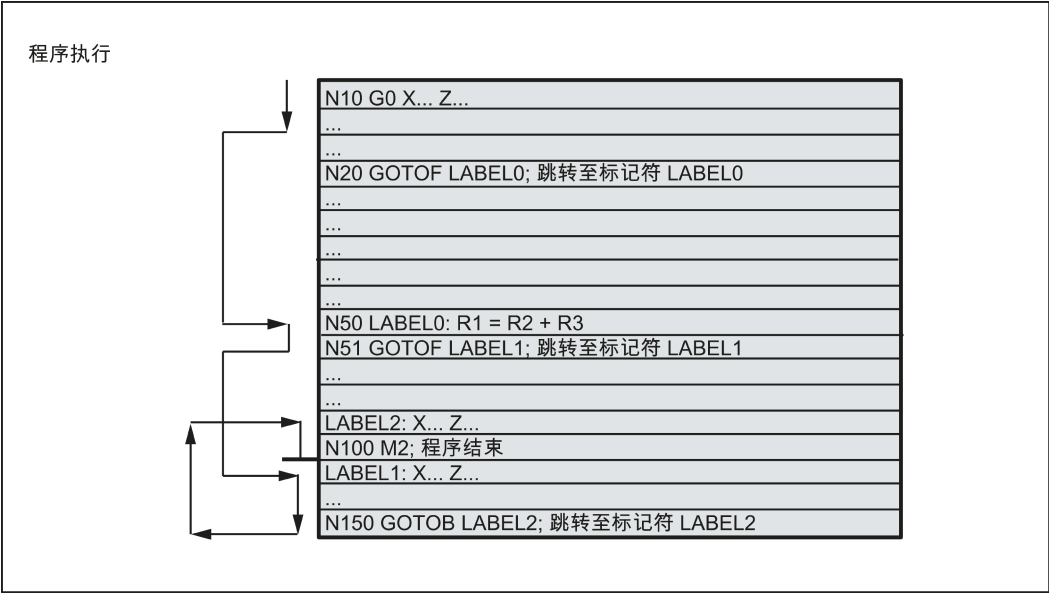 程序执行
N10 G0 X... Z...
...
...
N20 GOTOF LABEL0; 跳转至标记符 LABEL0
...
...
...
...
...
N50 LABEL0: R1 = R2 + R3
N51 GOTOF LABEL1; 跳转至标记符 LABEL1
...
...
LABEL2: X... Z...
N100 M2; 程序结束
LABEL1: X... Z...
...
N150 GOTOB LABEL2; 跳转至标记符 LABEL2